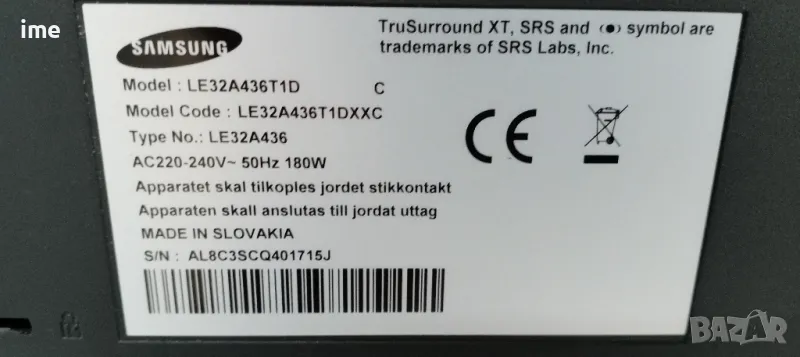 ime
SAMSUNG
TruSurround XT, SRS and (●) symbol are
trademarks of SRS Labs, Inc.
Model : LE32A436T1D C
Model Code : LE32A436T1DXXC
Type No.: LE32A436
AC220-240V~ 50Hz 180W
Apparatet skal tilkoples jordet stikkontakt
Apparaten skall anslutas till jordat uttag
MADE IN SLOVAKIA
S/N : AL8C3SCQ401715J
CE
BAZAR